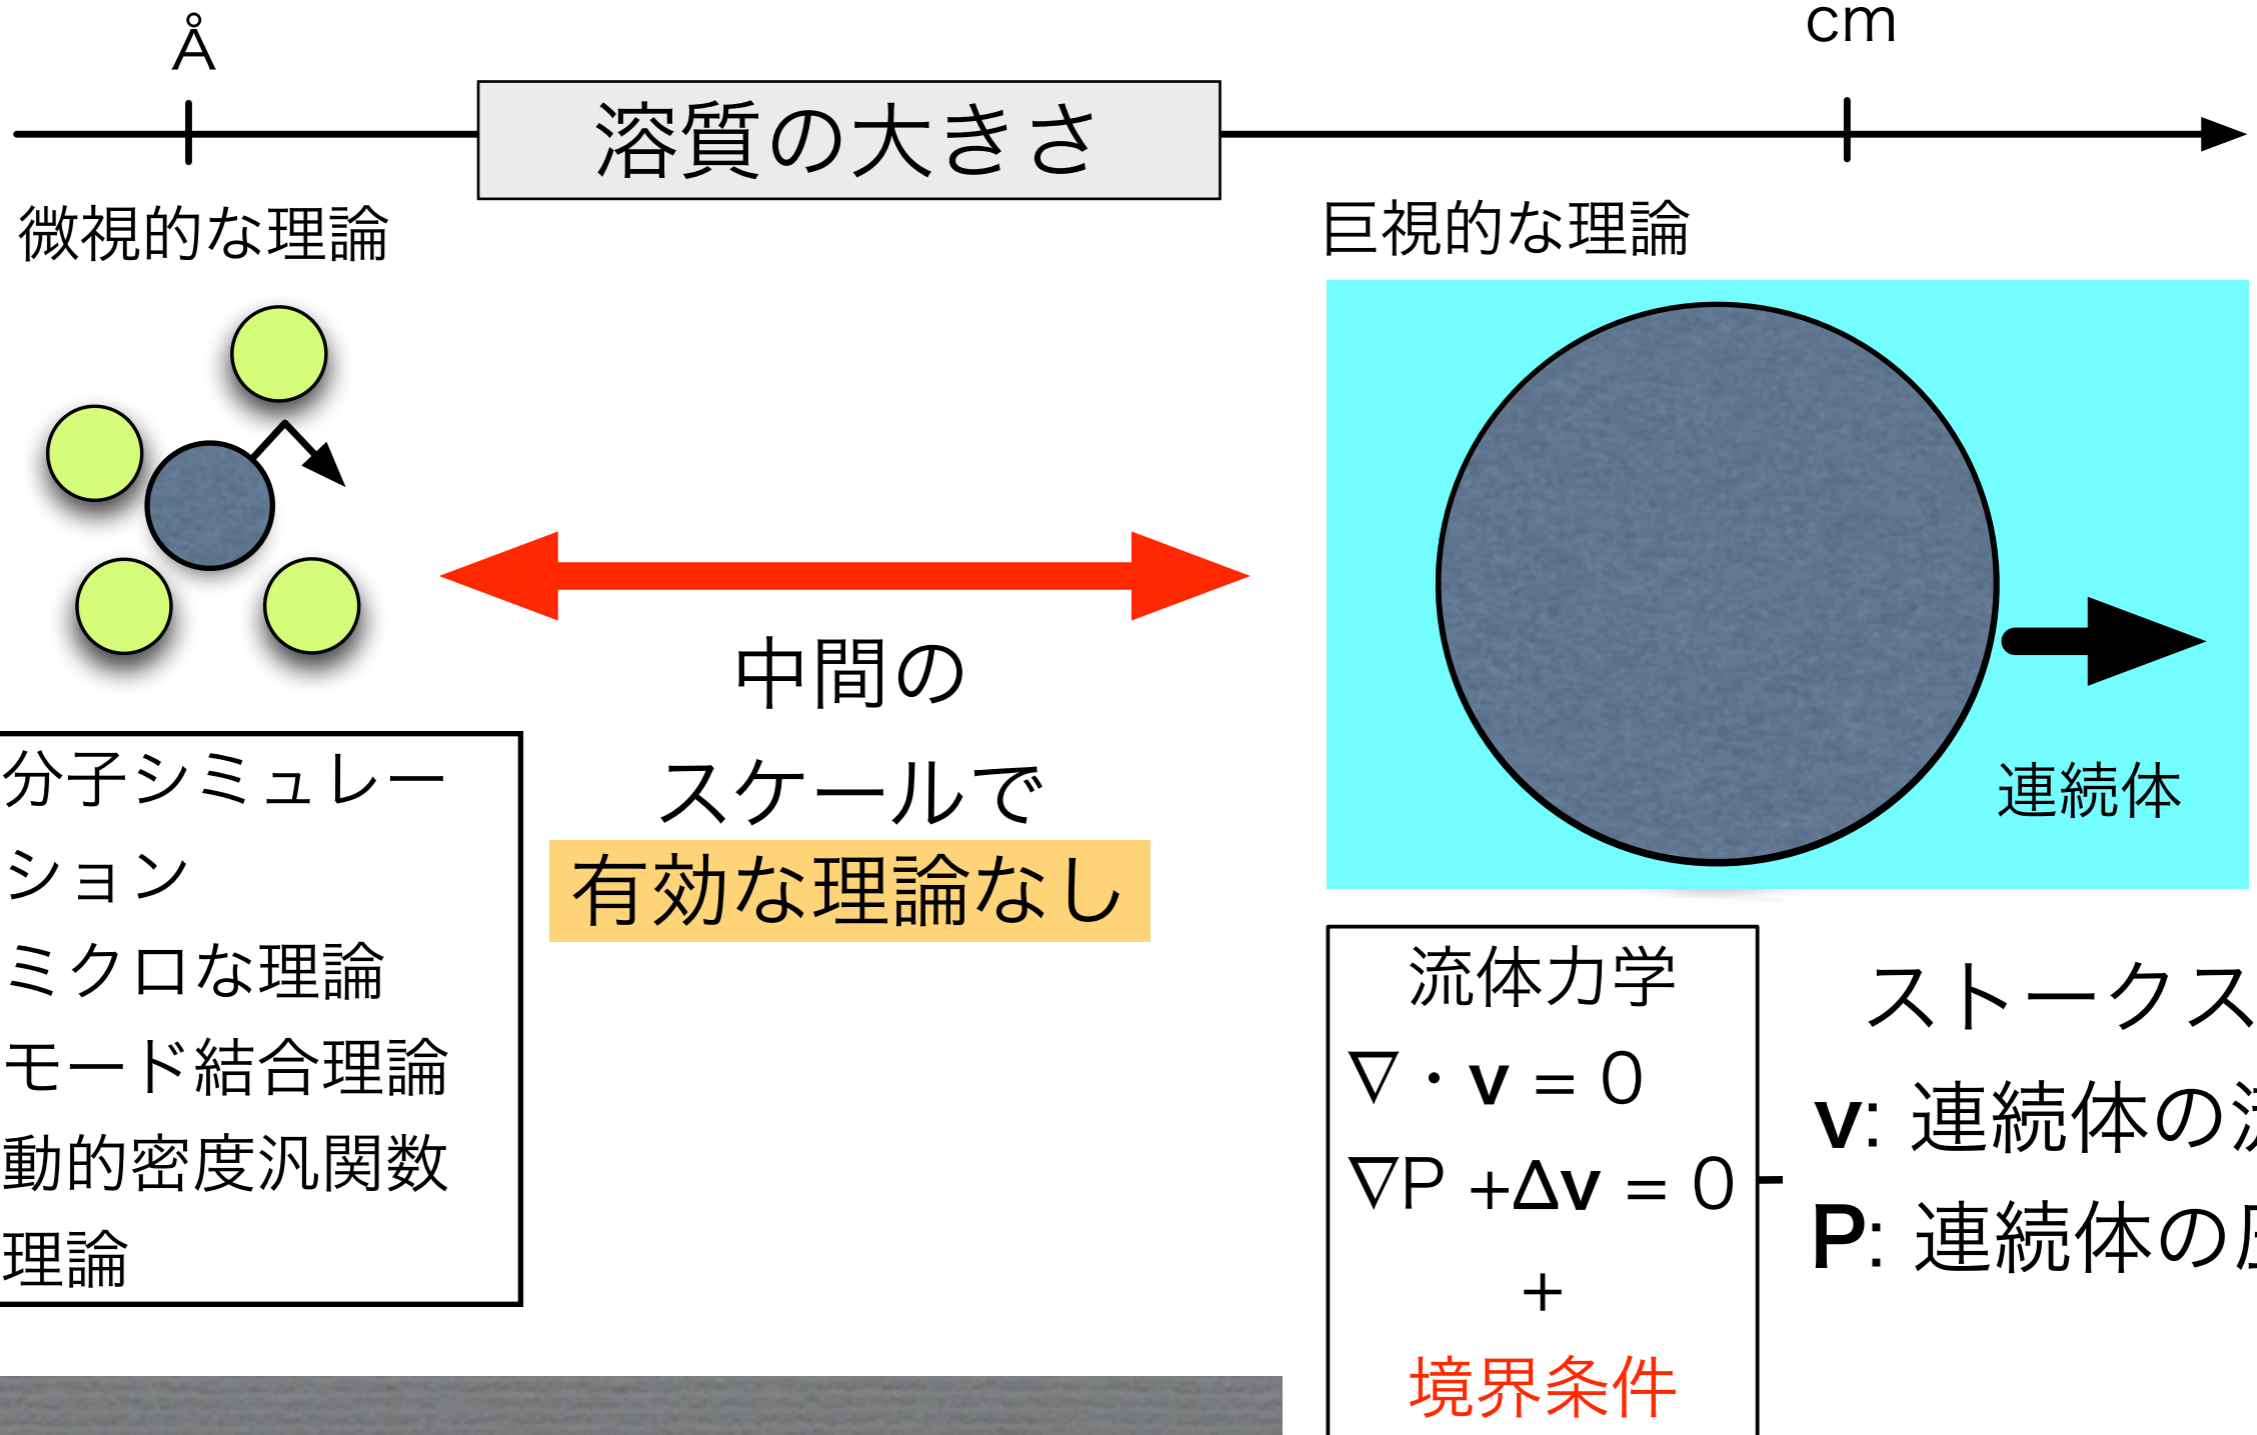 Å
cm
溶質の大きさ
微視的な理論
巨視的な理論
中間の
スケールで
有効な理論なし
連続体
分子シミュレー
ション
ミクロな理論
モード結合理論
動的密度汎関数
理論
流体力学
∇・v = 0
∇P +Δv = 0
+
境界条件
ストークス
v: 連続体の
P: 連続体の